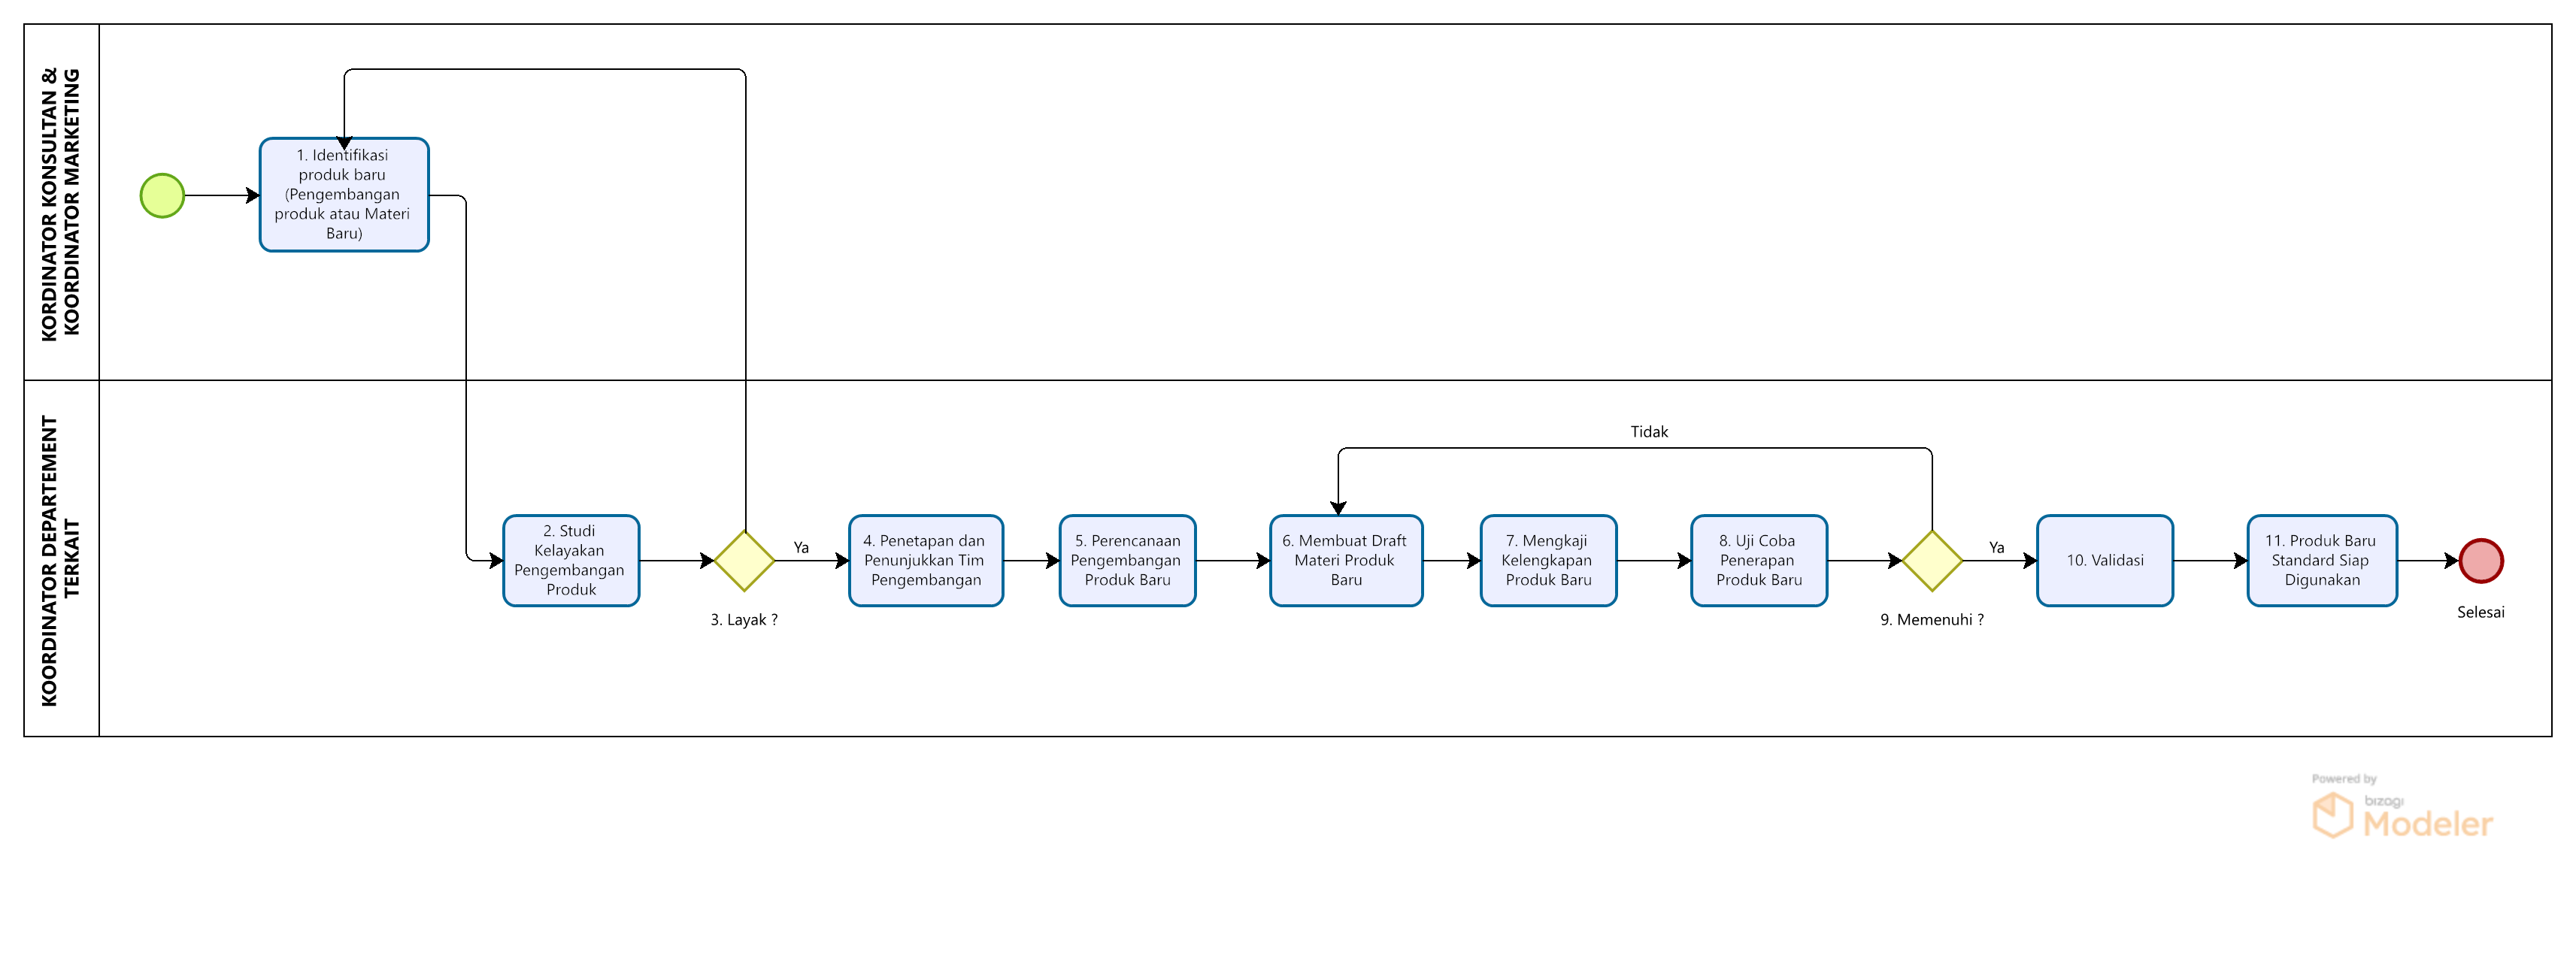 KORDINATOR KONSULTAN &
KOORDINATOR MARKETING
1. Identifikasi
produk baru
(Pengembangan
produk atau Materi
Baru)
KOORDINATOR DEPARTEMENT
TERKAIT
Tidak
2. Studi
Kelayakan
Pengembangan
Produk
3. Layak ?
Ya
4. Penetapan dan
Penunjukkan Tim
Pengembangan
5. Perencanaan
Pengembangan
Produk Baru
6. Membuat Draft
Materi Produk
Baru
7. Mengkaji
Kelengkapan
Produk Baru
8. Uji Coba
Penerapan
Produk Baru
9. Memenuhi ?
Ya
10. Validasi
11. Produk Baru
Standard Siap
Digunakan
Selesai
Powered by
bizagi
Modeler